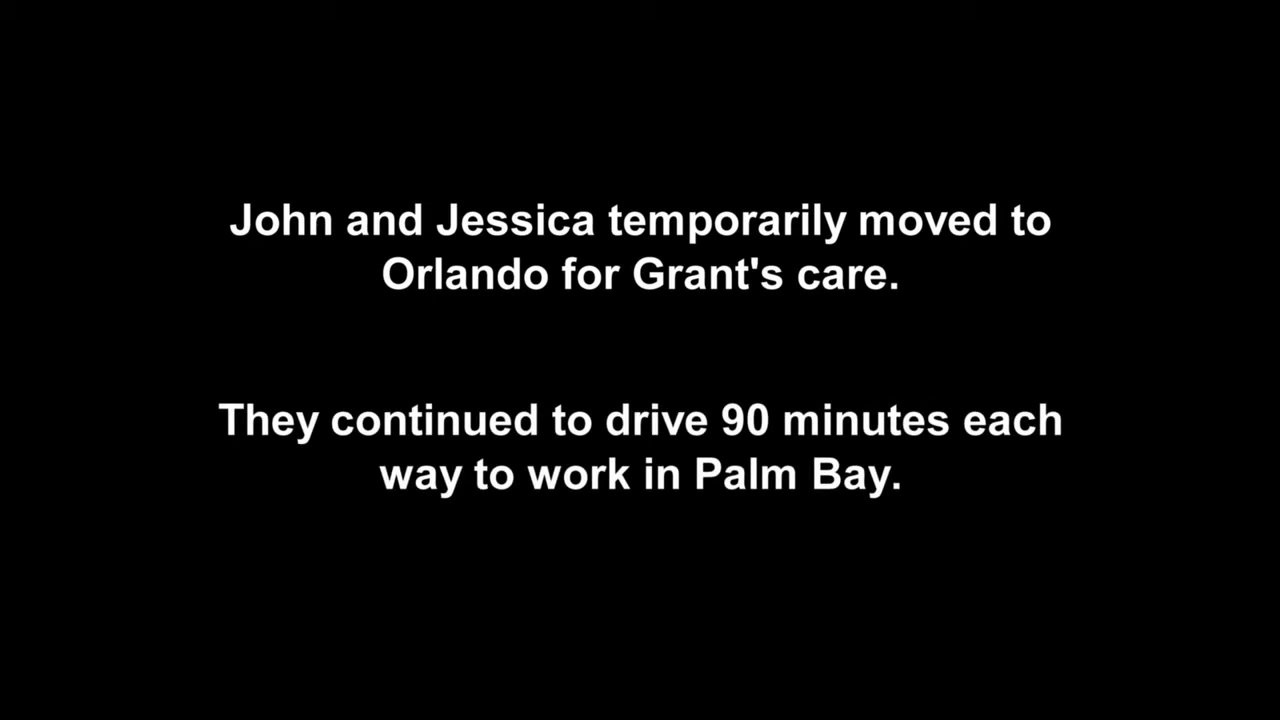 John and Jessica temporarily moved to
Orlando for Grant's care.
They continued to drive 90 minutes each
way to work in Palm Bay.